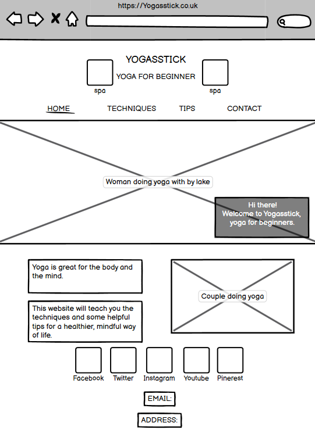 https://Yogasstick.co.uk
YOGASSTICK
YOGA FOR BEGINNER
spa
spa
HOME
TECHNIQUES
TIPS
CONTACT
Woman doing yoga with by lake
Hi there!
Welcome to Yogasstick,
yoga for beginners.
Yoga is great for the body and
the mind.
This website will teach you the
techniques and some helpful
tips for a healthier, mindful way
of life.
Couple doing yoga
Facebook
Twitter
Instagram
Youtube
Pinerest
EMAIL:
ADDRESS: